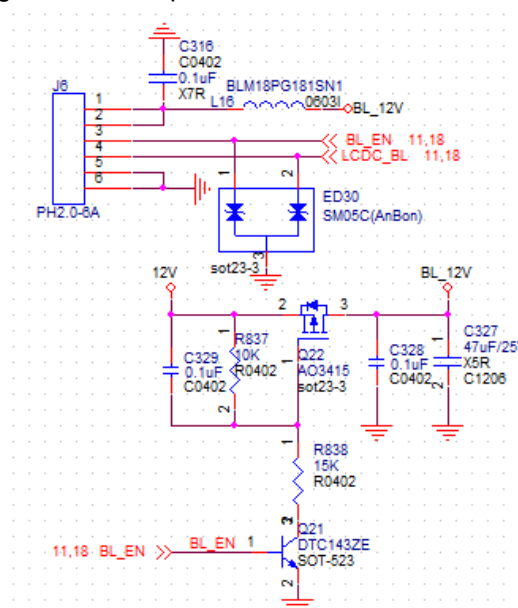 C316
C0402
0.1uF
X7R
J6
BLM18PG181SN1
L16
0603I
BL_12V
1
2
3
4
5
6
BL_EN 11,18
LCDC_BL 11,18
PH2.0-6A
1
2
ED30
SM05C(AnBon)
3
sot23-3
12V
BL_12V
2
3
1
R837
10K
R0402
2
C329
0.1uF
C0402
1
Q22
AO3415
sot23-3
C328
0.1uF
C0402
1
C327
47uF/25
X5R
C1206
2
1
R838
15K
R0402
Q21
DTC143ZE
SOT-523
11,18 BL_EN
BL_EN
1
2